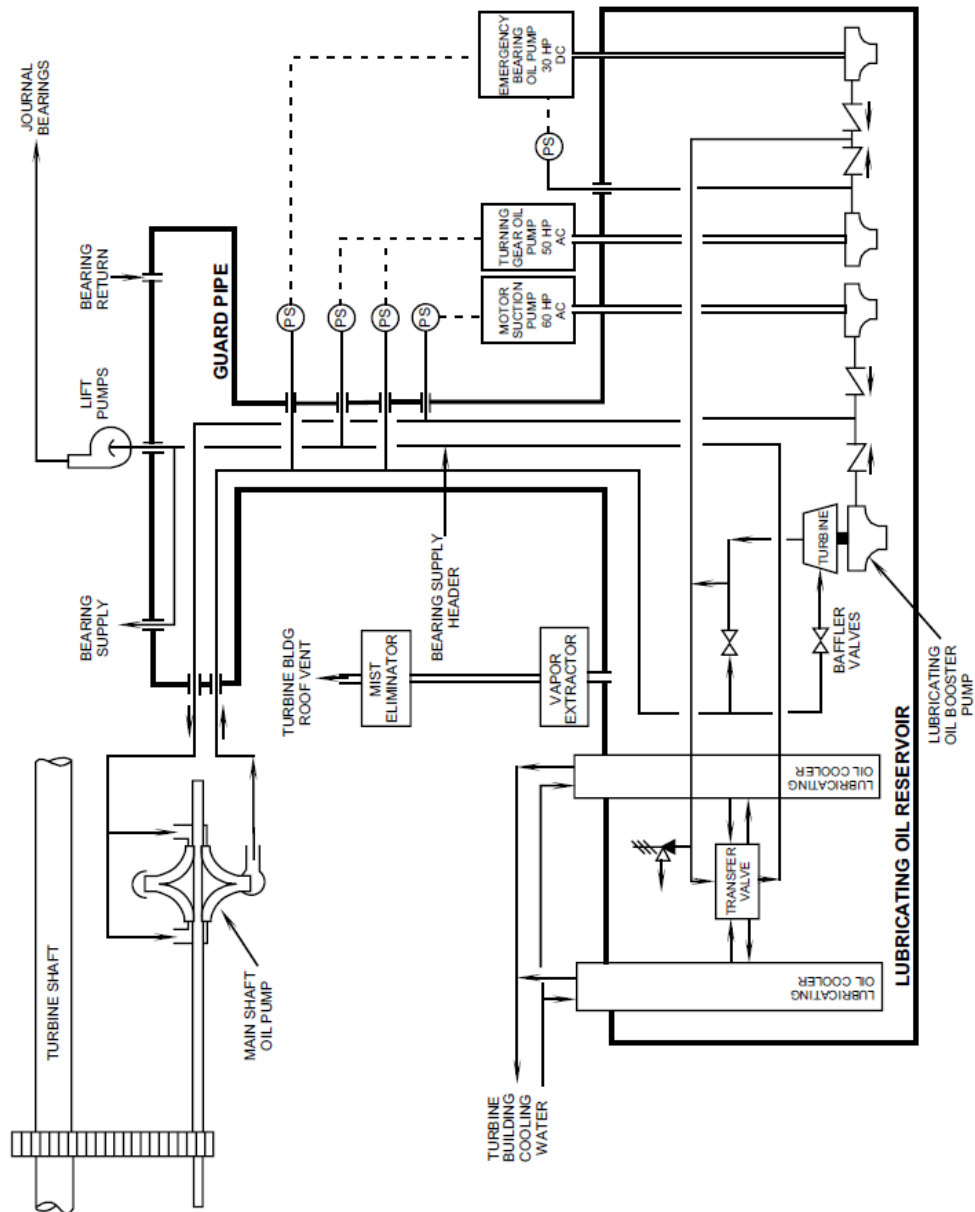 JOURNAL
BEARINGS
BEARING
RETURN
LIFT
PUMPS
BEARING
SUPPLY
GUARD PIPE
EMERGENCY
BEARING
OIL PUMP
30 HP
DC
TURNING
GEAR OIL
PUMP
50 HP
AC
MOTOR
SUCTION
PUMP
60 HP
AC
PS
PS
PS
PS
PS
TURBINE SHAFT
MAIN SHAFT
OIL PUMP
TURBINE BLDG
ROOF VENT
MIST
ELIMINATOR
VAPOR
EXTRACTOR
BEARING SUPPLY
HEADER
TURBINE
BAFFLER
VALVES
LUBRICATING
OIL BOOSTER
PUMP
TURBINE
BUILDING
COOLING
WATER
LUBRICATING
OIL COOLER
TRANSFER
VALVE
LUBRICATING
OIL COOLER
LUBRICATING OIL RESERVOIR